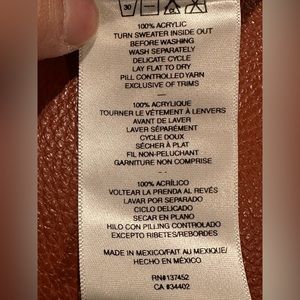 30
100% ACRYLIC
TURN SWEATER INSIDE OUT
BEFORE WASHING
WASH SEPARATELY
DELICATE CYCLE
LAY FLAT TO DRY
PILL CONTROLLED YARN
EXCLUSIVE OF TRIMS
—
100% ACRYLIQUE
TOURNER LE VÊTEMENT À L'ENVERS
AVANT DE LAVER
LAVER SÉPARÉMENT
CYCLE DOUX
SÉCHER À PLAT
FIL NON-PELUCHANT
GARNITURE NON COMPRISE
—
100% ACRÍLICO
VOLTEAR LA PRENDA AL REVÉS
LAVAR POR SEPARADO
CICLO DELICADO
SECAR EN PLANO
HILO CON PILLING CONTROLADO
EXCEPTO RIBETES/REBORDES
MADE IN MEXICO/FAIT AU MEXIQUE/
HECHO EN MÉXICO
RN#137452
CA #34402